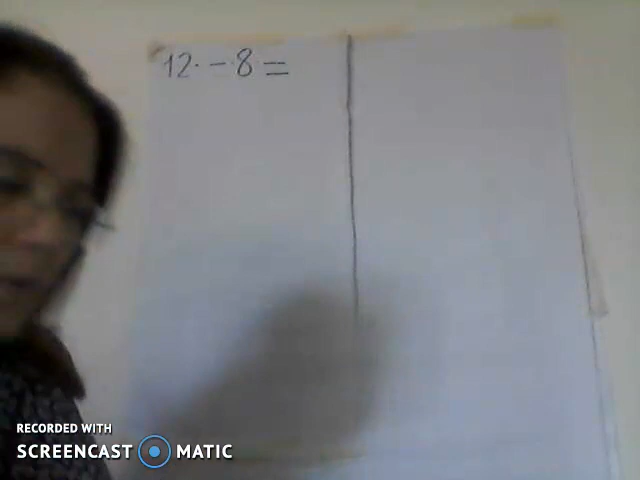 12. - 8 =
RECORDED WITH
SCREENCAST MATIC